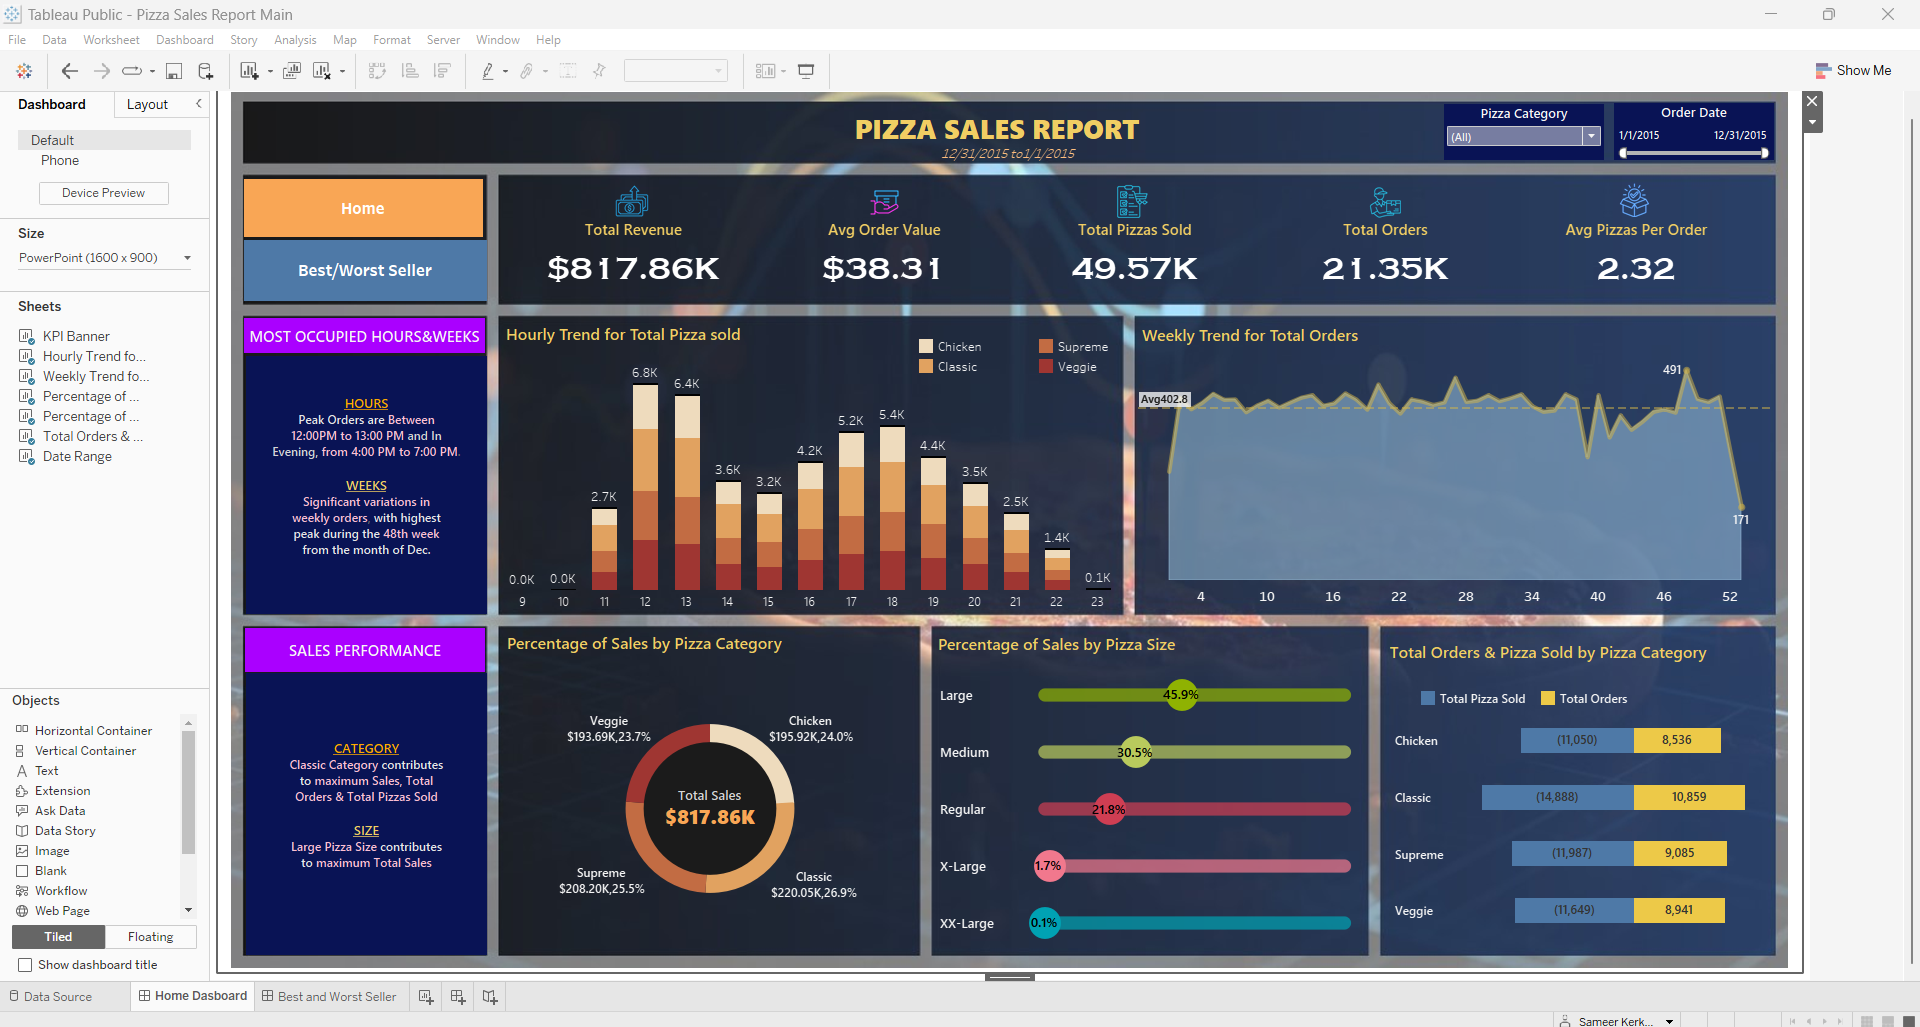 Tableau Public - Pizza Sales Report Main
File Data Worksheet Dashboard Story Analysis Map Format Server Window Help
Show Me
Dashboard Layout
Default
Phone
Device Preview
Size
PowerPoint (1600 x 900)
Sheets
KPI Banner
Hourly Trend fo...
Weekly Trend fo...
Percentage of ...
Percentage of ...
Total Orders & ...
Date Range
Objects
Horizontal Container
Vertical Container
Text
Extension
Ask Data
Data Story
Image
Blank
Workflow
Web Page
Tiled Floating
Show dashboard title
PIZZA SALES REPORT
12/31/2015 to1/1/2015
Pizza Category
(All)
Order Date
1/1/2015 12/31/2015
Home
Best/Worst Seller
Total Revenue
$817.86K
Avg Order Value
$38.31
Total Pizzas Sold
49.57K
Total Orders
21.35K
Avg Pizzas Per Order
2.32
MOST OCCUPIED HOURS&WEEKS
HOURS
Peak Orders are Between
12:00PM to 13:00 PM and In
Evening, from 4:00 PM to 7:00 PM.
WEEKS
Significant variations in
weekly orders, with highest
peak during the 48th week
from the month of Dec.
Hourly Trend for Total Pizza sold
Chicken Supreme
Classic Veggie
0.0K 0.0K 2.7K 6.8K 6.4K 3.6K 3.2K 4.2K 5.2K 5.4K 4.4K 3.5K 2.5K 1.4K 0.1K
9 10 11 12 13 14 15 16 17 18 19 20 21 22 23
Weekly Trend for Total Orders
491
Avg402.8
171
4 10 16 22 28 34 40 46 52
SALES PERFORMANCE
CATEGORY
Classic Category contributes
to maximum Sales, Total
Orders & Total Pizzas Sold
SIZE
Large Pizza Size contributes
to maximum Total Sales
Percentage of Sales by Pizza Category
Veggie
$193.69K,23.7%
Chicken
$195.92K,24.0%
Total Sales
$817.86K
Supreme
$208.20K,25.5%
Classic
$220.05K,26.9%
Percentage of Sales by Pizza Size
Large 45.9%
Medium 30.5%
Regular 21.8%
X-Large 1.7%
XX-Large 0.1%
Total Orders & Pizza Sold by Pizza Category
Total Pizza Sold Total Orders
Chicken (11,050) 8,536
Classic (14,888) 10,859
Supreme (11,987) 9,085
Veggie (11,649) 8,941
Data Source Home Dasboard Best and Worst Seller
Sameer Kerk...